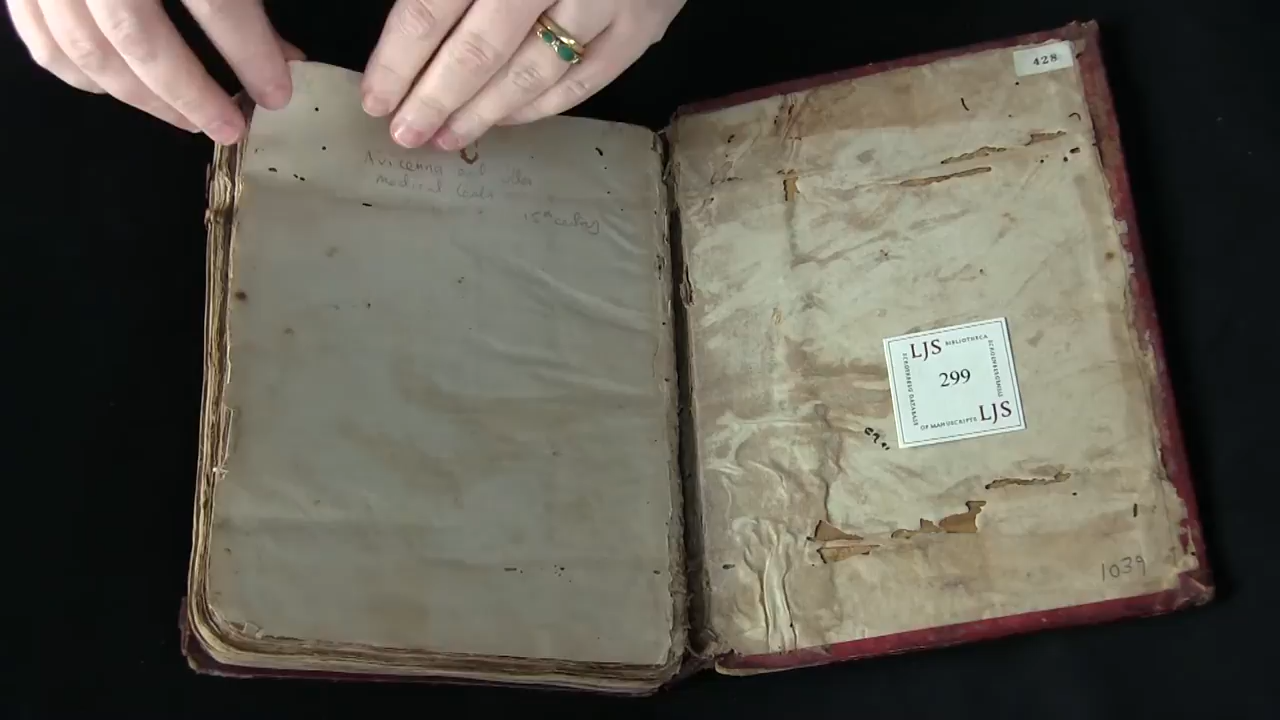 Avicenna and other
medical texts
15th century
428
LJS BIBLIOTHECA
SCHOENBERGENSIS
299
SCHOENBERG DATABASE
OF MANUSCRIPTS LJS
1039